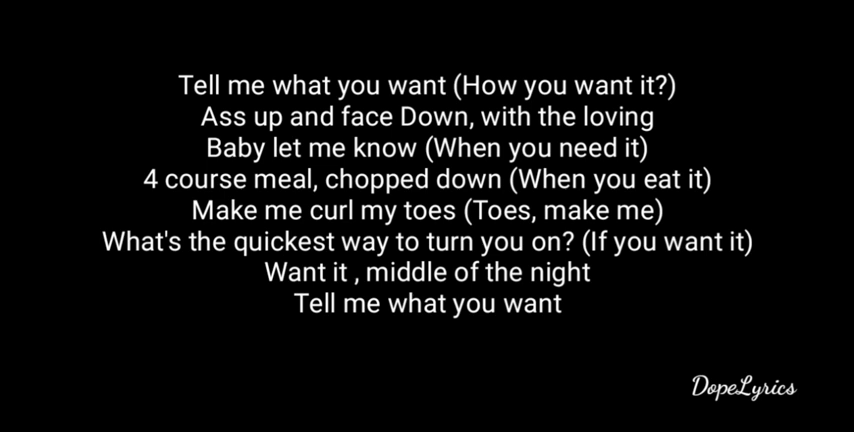 Tell me what you want (How you want it?)
Ass up and face Down, with the loving
Baby let me know (When you need it)
4 course meal, chopped down (When you eat it)
Make me curl my toes (Toes, make me)
What's the quickest way to turn you on? (If you want it)
Want it , middle of the night
Tell me what you want
DopeLyrics